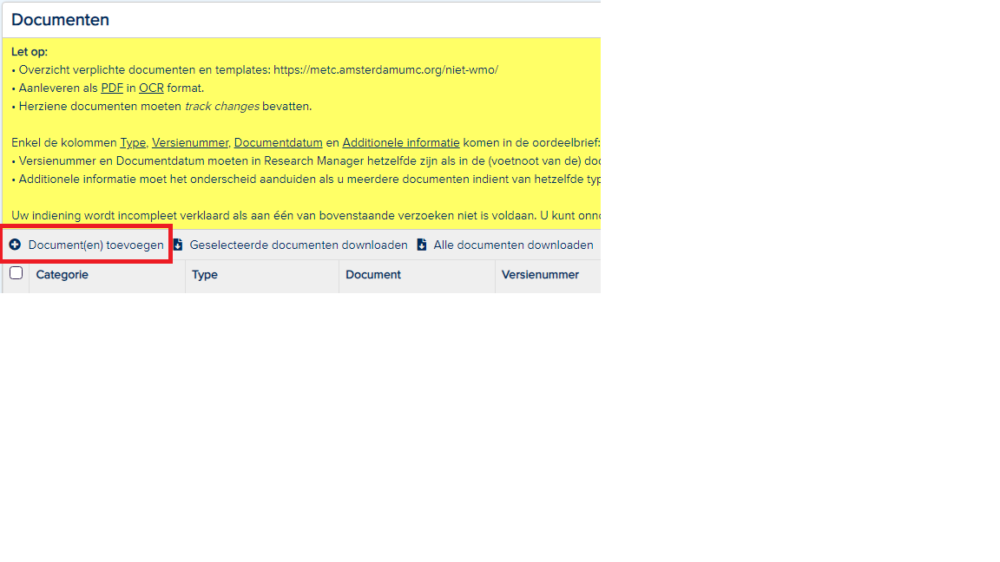 Documenten
Let op:
• Overzicht verplichte documenten en templates: https://metc.amsterdamumc.org/niet-wmo/
• Aanleveren als PDF in OCR format.
• Herziene documenten moeten track changes bevatten.
Enkel de kolommen Type, Versienummer, Documentdatum en Additionele informatie komen in de oordeelbrief:
• Versienummer en Documentdatum moeten in Research Manager hetzelfde zijn als in de (voetnoot van de)
• Additionele informatie moet het onderscheid aanduiden als u meerdere documenten indient van hetzelfde
Uw indiening wordt incompleet verklaard als aan één van bovenstaande verzoeken niet is voldaan. U kunt
Document(en) toevoegen Geselecteerde documenten downloaden Alle documenten downloaden
Categorie Type Document Versienummer